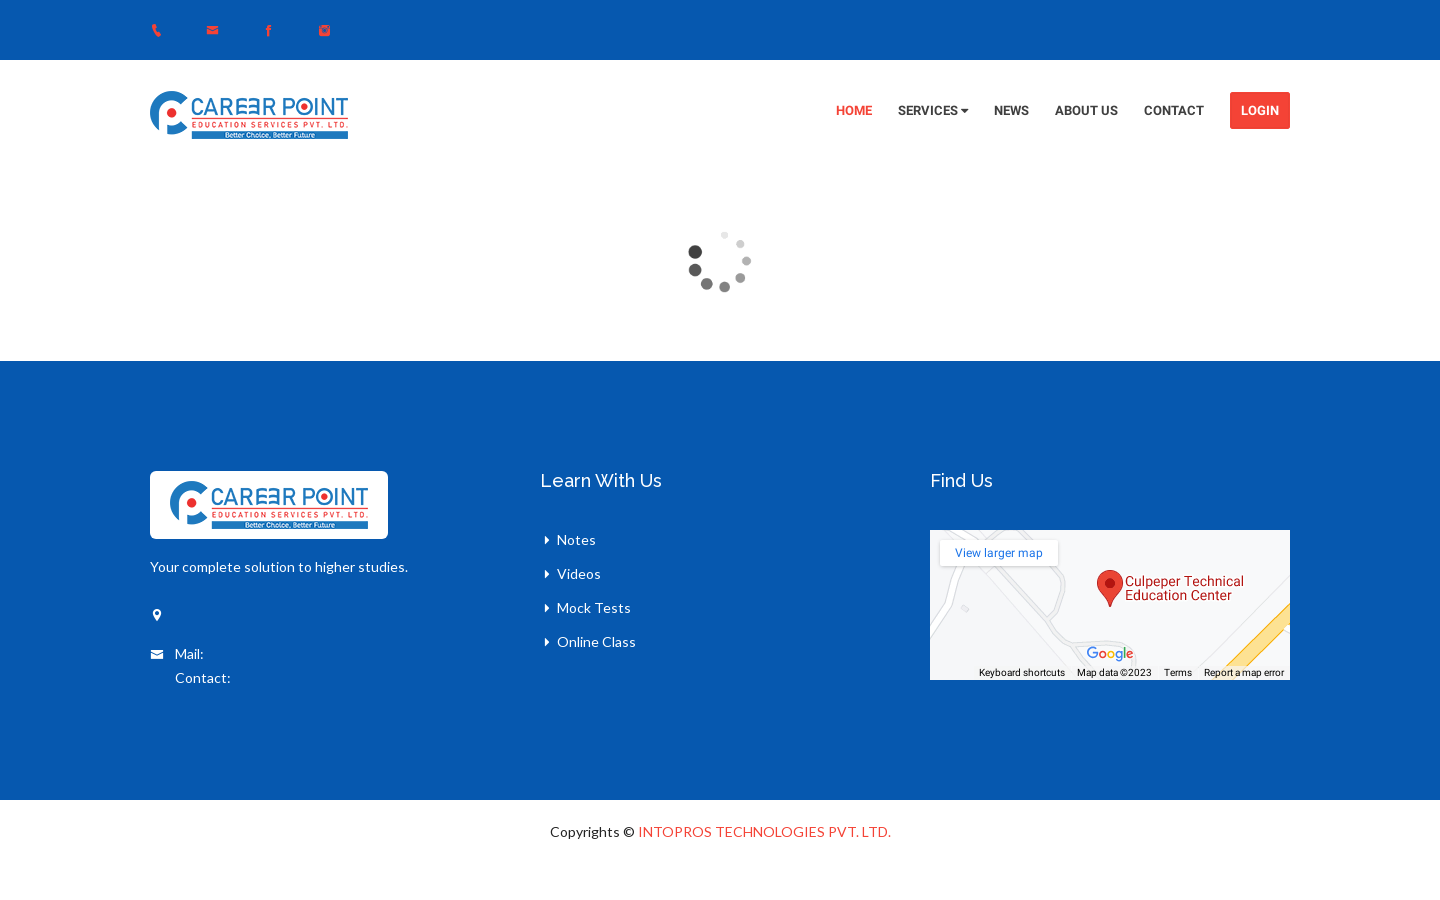 CAREER POINT
EDUCATION SERVICES PVT. LTD.
Better Choice, Better Future
HOME SERVICES NEWS ABOUT US CONTACT LOGIN
CAREER POINT
EDUCATION SERVICES PVT. LTD.
Better Choice, Better Future
Your complete solution to higher studies.
Mail:
Contact:
Learn With Us
Notes
Videos
Mock Tests
Online Class
Find Us
View larger map
Culpeper Technical
Education Center
Google
Keyboard shortcuts Map data ©2023 Terms Report a map error
Copyrights © INTOPROS TECHNOLOGIES PVT. LTD.